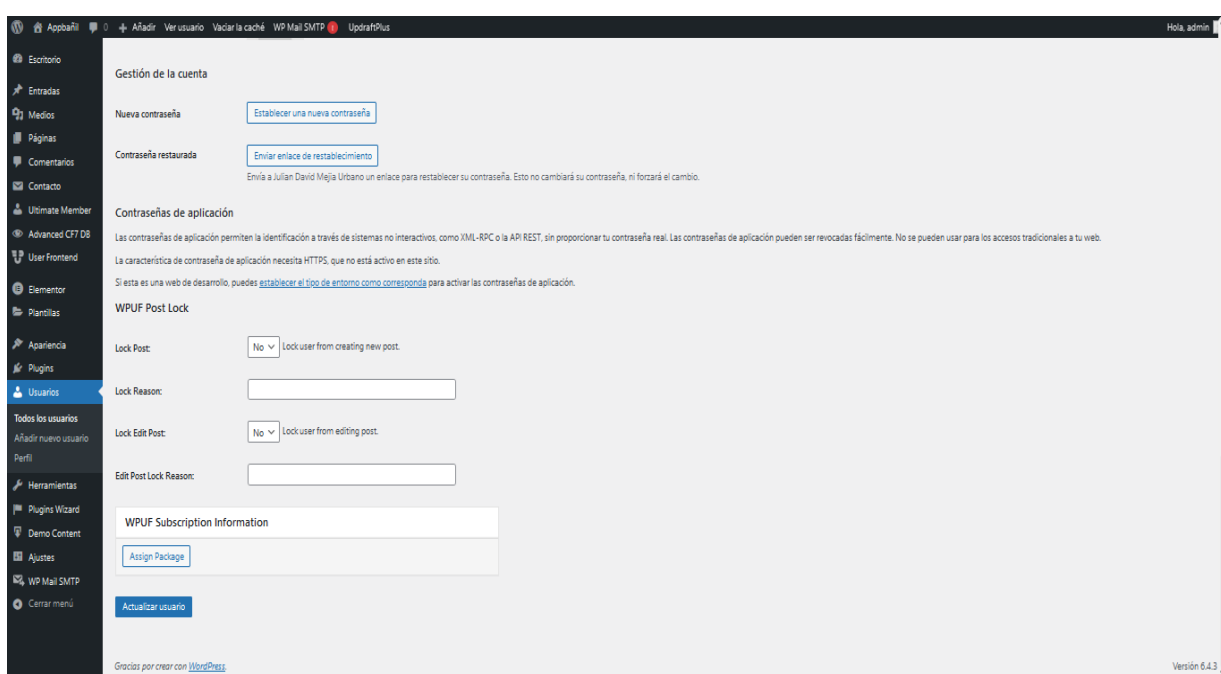 Appbañil 0 + Añadir Ver usuario Vaciar la caché WP Mail SMTP ! UpdraftPlus Hola, admin
Escritorio
Entradas
Medios
Páginas
Comentarios
Contacto
Ultimate Member
Advanced CF7 DB
User Frontend
Elementor
Plantillas
Apariencia
Plugins
Usuarios
Todos los usuarios
Añadir nuevo usuario
Perfil
Herramientas
Plugins Wizard
Demo Content
Ajustes
WP Mail SMTP
Cerrar menú
Gestión de la cuenta
Nueva contraseña Establecer una nueva contraseña
Contraseña restaurada Enviar enlace de restablecimiento
Envía a Julian David Mejia Urbano un enlace para restablecer su contraseña. Esto no cambiará su contraseña, ni forzará el cambio.
Contraseñas de aplicación
Las contraseñas de aplicación permiten la identificación a través de sistemas no interactivos, como XML-RPC o la API REST, sin proporcionar tu contraseña real. Las contraseñas de aplicación pueden ser revocadas fácilmente. No se pueden usar para los accesos tradicionales a tu web.
La característica de contraseña de aplicación necesita HTTPS, que no está activo en este sitio.
Si esta es una web de desarrollo, puedes establecer el tipo de entorno como corresponda para activar las contraseñas de aplicación.
WPUF Post Lock
Lock Post: No Lock user from creating new post.
Lock Reason:
Lock Edit Post: No Lock user from editing post.
Edit Post Lock Reason:
WPUF Subscription Information
Assign Package
Actualizar usuario
Gracias por crear con WordPress. Versión 6.4.3